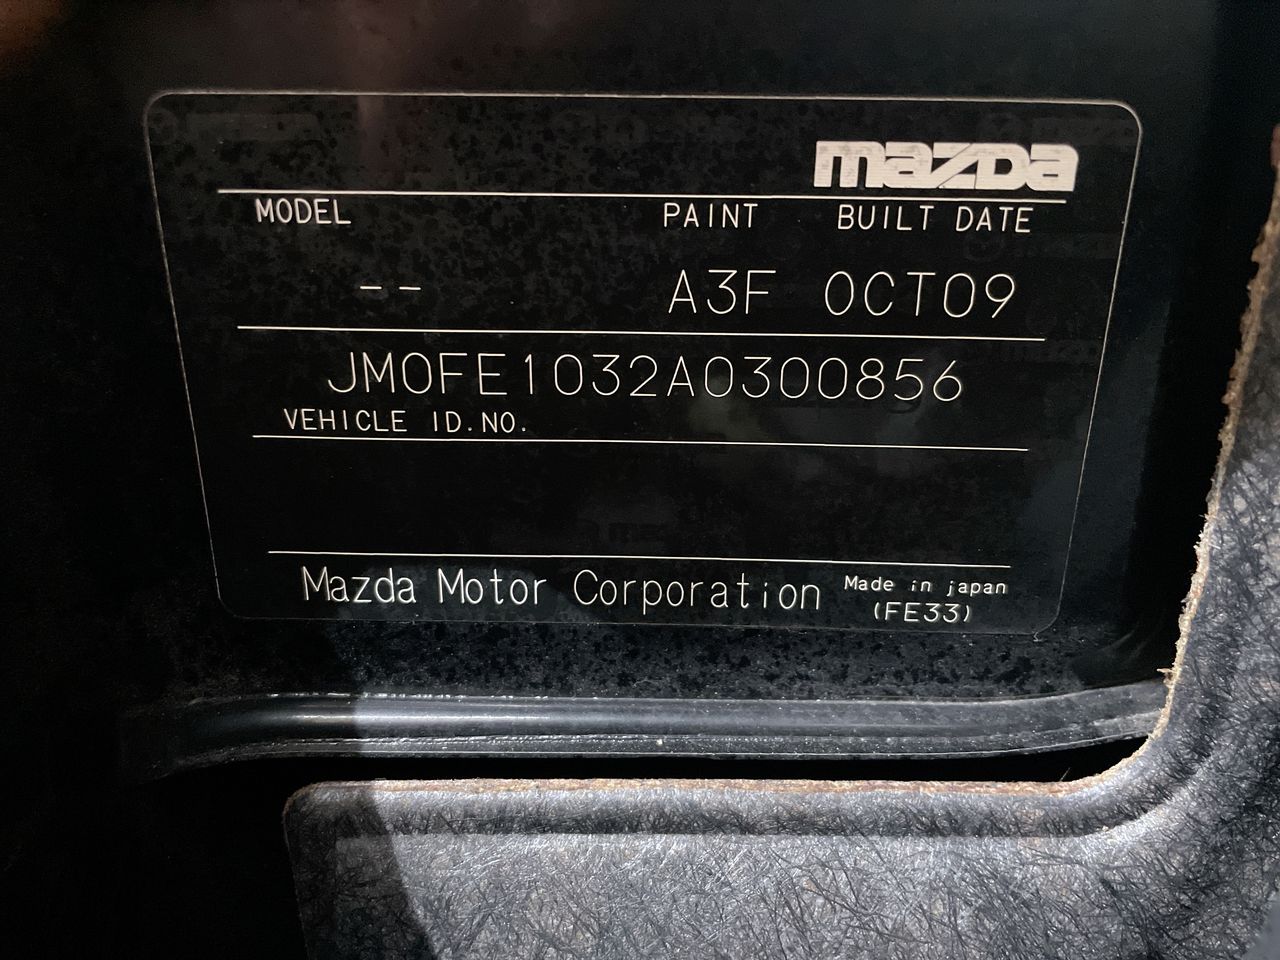 mazda
MODEL PAINT BUILT DATE
-- A3F OCT09
JM0FE1032A0300856
VEHICLE ID.NO.
Mazda Motor Corporation Made in japan
(FE33)